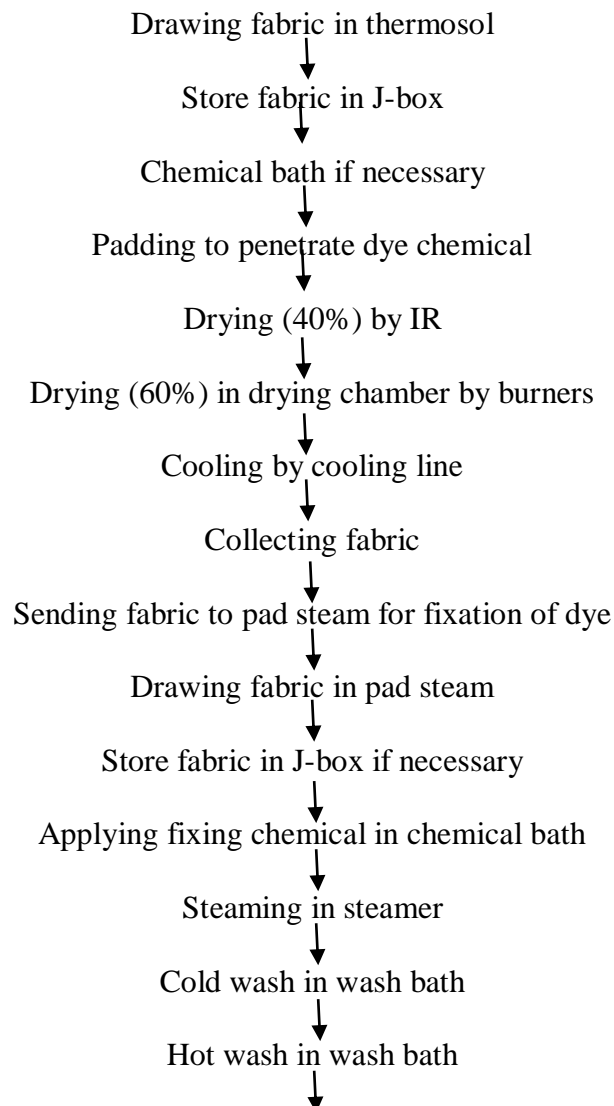 Drawing fabric in thermosol
Store fabric in J-box
Chemical bath if necessary
Padding to penetrate dye chemical
Drying (40%) by IR
Drying (60%) in drying chamber by burners
Cooling by cooling line
Collecting fabric
Sending fabric to pad steam for fixation of dye
Drawing fabric in pad steam
Store fabric in J-box if necessary
Applying fixing chemical in chemical bath
Steaming in steamer
Cold wash in wash bath
Hot wash in wash bath